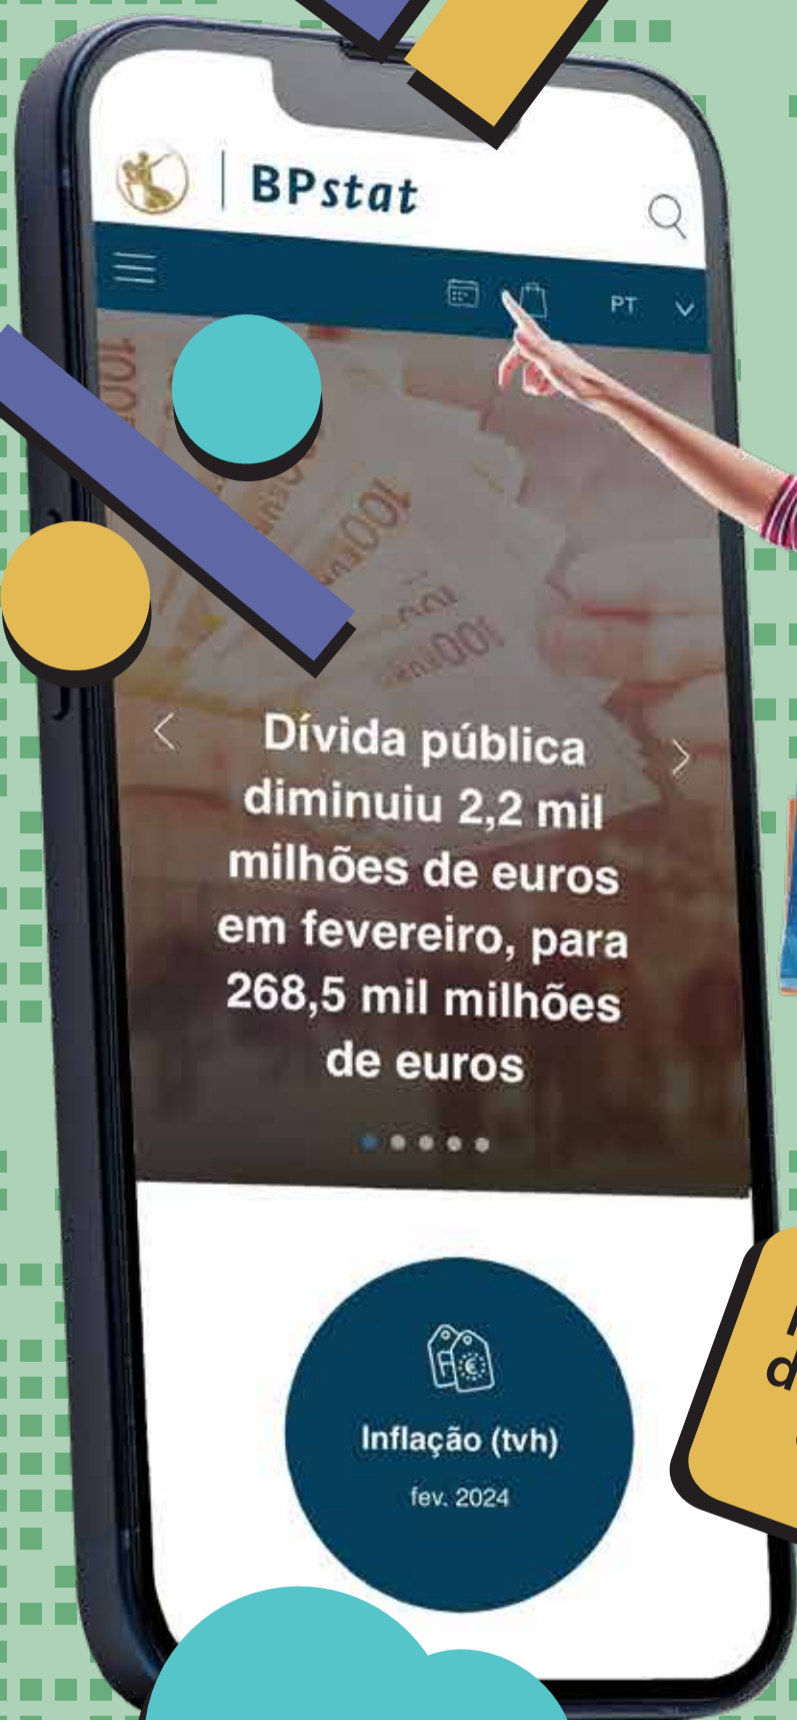 BPstat
PT
Dívida pública
diminuiu 2,2 mil
milhões de euros
em fevereiro, para
268,5 mil milhões
de euros
Inflação (tvh)
fev. 2024